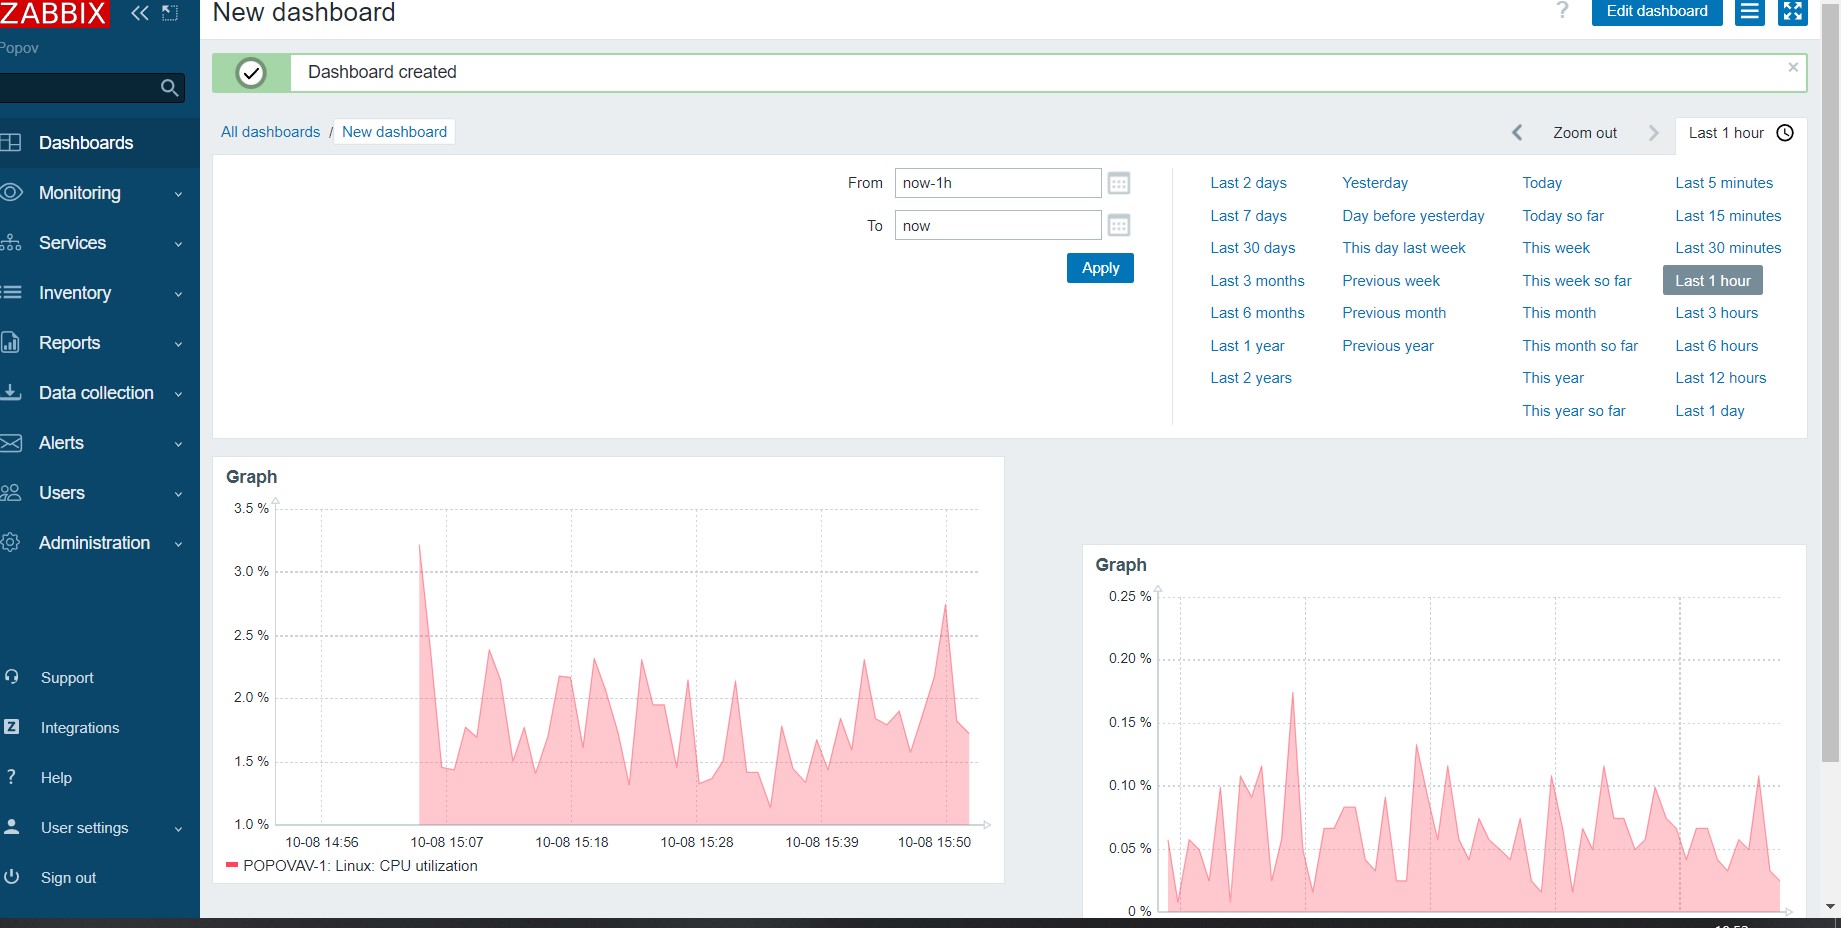 ZABBIX
Popov
Dashboards
Monitoring
Services
Inventory
Reports
Data collection
Alerts
Users
Administration
Support
Integrations
Help
User settings
Sign out
New dashboard
? Edit dashboard
Dashboard created
All dashboards / New dashboard
Zoom out
Last 1 hour
From now-1h
To now
Apply
Last 2 days Yesterday Today Last 5 minutes
Last 7 days Day before yesterday Today so far Last 15 minutes
Last 30 days This day last week This week Last 30 minutes
Last 3 months Previous week This week so far Last 1 hour
Last 6 months Previous month This month Last 3 hours
Last 1 year Previous year This month so far Last 6 hours
Last 2 years This year Last 12 hours
This year so far Last 1 day
Graph
3.5 %
3.0 %
2.5 %
2.0 %
1.5 %
1.0 %
10-08 14:56 10-08 15:07 10-08 15:18 10-08 15:28 10-08 15:39 10-08 15:50
POPOVAV-1: Linux: CPU utilization
Graph
0.25 %
0.20 %
0.15 %
0.10 %
0.05 %
0 %